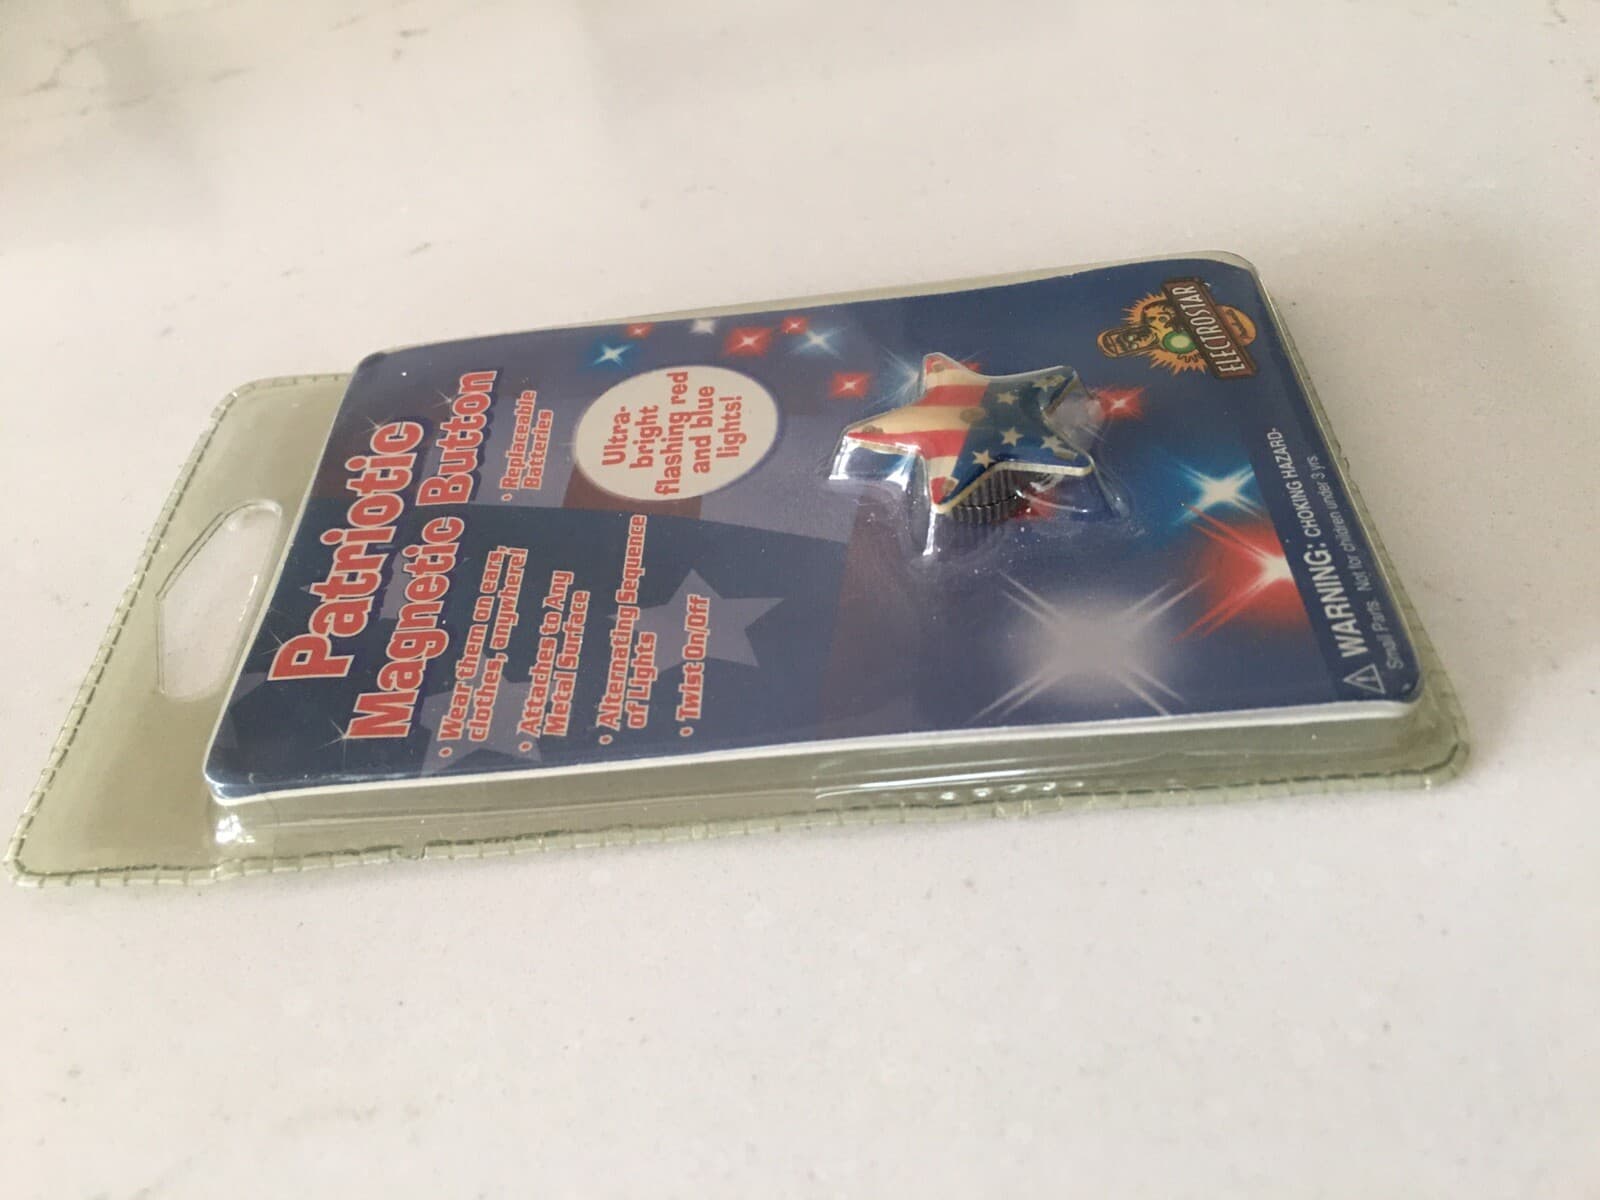 Patriotic
Magnetic Button
• Wear them on ears,
clothes, anywhere!
• Attaches to Any
Metal Surface
• Alternating Sequence
of Lights
• Twist On/Off
• Replaceable
Batteries
Ultra-
bright
flashing red
and blue
lights!
ELECTROSTAR
⚠ WARNING: CHOKING HAZARD-
Small Parts. Not for children under 3 yrs